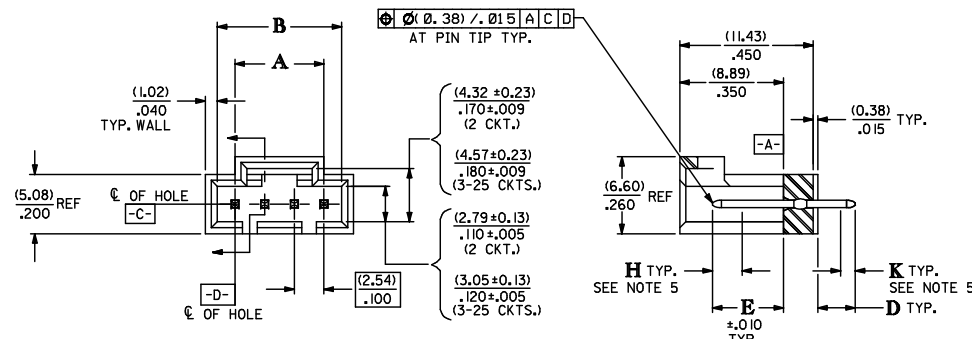 ⌖ Ø(0.38)/.015 A C D
AT PIN TIP TYP.
B
A
(1.02)
.040
TYP. WALL
(4.32 ±0.23)
.170±.009
(2 CKT.)
(4.57±0.23)
.180±.009
(3-25 CKTS.)
(5.08)
.200 REF
℄ OF HOLE
-C-
(2.79±0.13)
.110±.005
(2 CKT.)
(3.05±0.13)
.120±.005
(3-25 CKTS.)
-D-
℄ OF HOLE
(2.54)
.100
(11.43)
.450
(8.89)
.350
(0.38)
.015 TYP.
-A-
(6.60)
.260 REF
H TYP.
SEE NOTE 5
K TYP.
SEE NOTE 5
E
±.010
TYP.
D TYP.